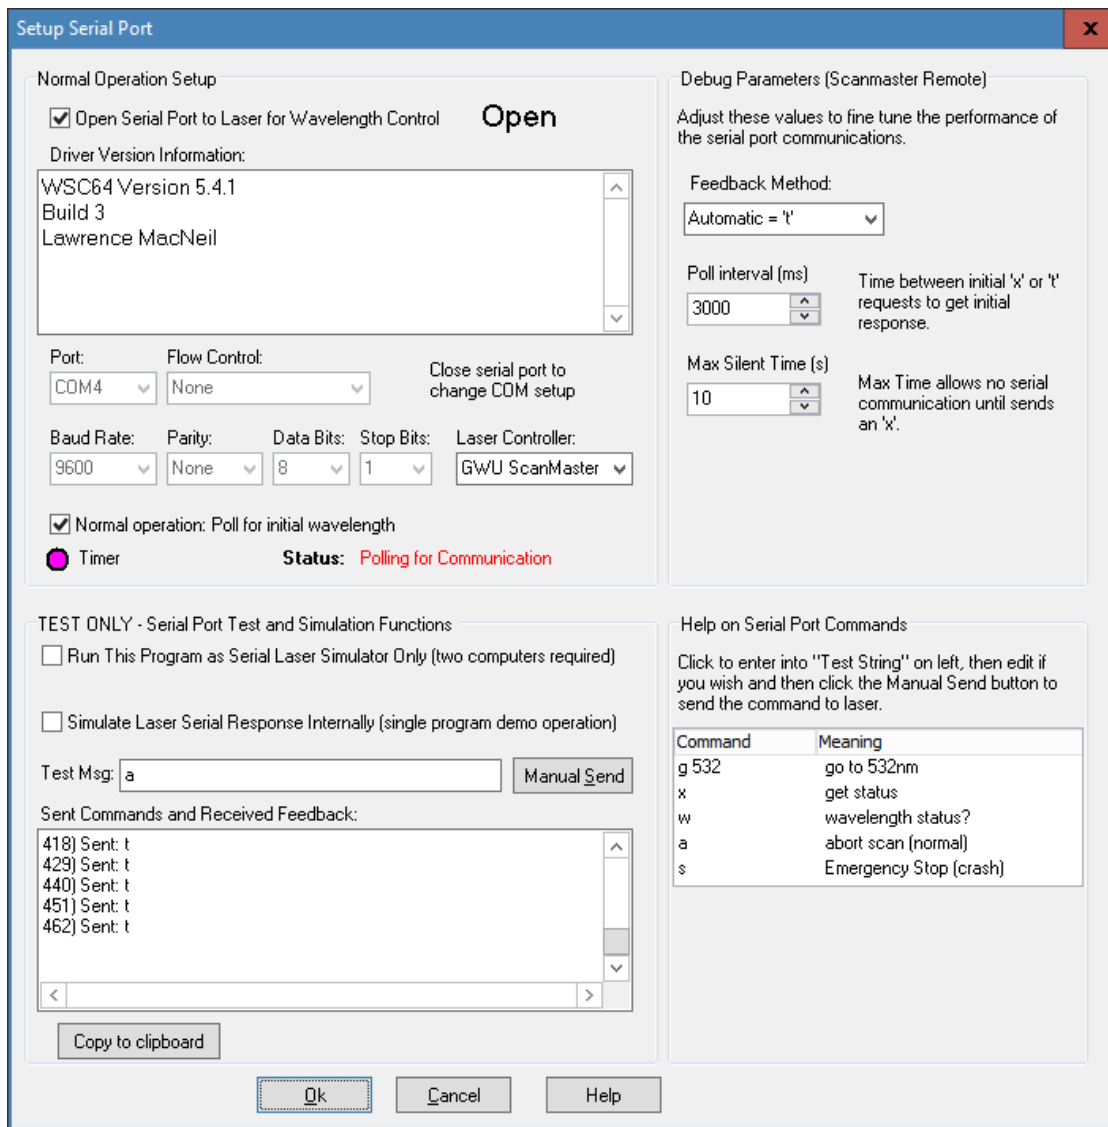 Setup Serial Port
x
Normal Operation Setup
Open Serial Port to Laser for Wavelength Control
Open
Driver Version Information:
WSC64 Version 5.4.1
Build 3
Lawrence MacNeil
Port:
Flow Control:
COM4
None
Close serial port to
change COM setup
Baud Rate:
Parity:
Data Bits:
Stop Bits:
Laser Controller:
9600
None
8
1
GWU ScanMaster
Normal operation: Poll for initial wavelength
Timer
Status:
Polling for Communication
Debug Parameters (Scanmaster Remote)
Adjust these values to fine tune the performance of
the serial port communications.
Feedback Method:
Automatic = 't'
Poll interval (ms)
3000
Time between initial 'x' or 't'
requests to get initial
response.
Max Silent Time (s)
10
Max Time allows no serial
communication until sends
an 'x'.
TEST ONLY - Serial Port Test and Simulation Functions
Run This Program as Serial Laser Simulator Only (two computers required)
Simulate Laser Serial Response Internally (single program demo operation)
Test Msg:
a
Manual Send
Sent Commands and Received Feedback:
418) Sent: t
429) Sent: t
440) Sent: t
451) Sent: t
462) Sent: t
Copy to clipboard
Help on Serial Port Commands
Click to enter into "Test String" on left, then edit if
you wish and then click the Manual Send button to
send the command to laser.
Command Meaning
g 532 go to 532nm
x get status
w wavelength status?
a abort scan (normal)
s Emergency Stop (crash)
Ok
Cancel
Help